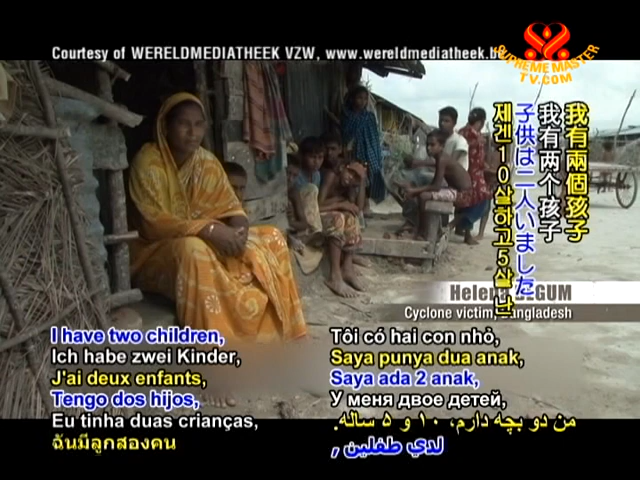 Courtesy of WERELDMEDIATHEEK VZW, www.wereldmediatheek.be
SUPREME MASTER
TV.COM
我有兩個孩子
我有两个孩子
子供は二人いました
제겐 10살하고 5살 난
BEGUM
Cyclone victim, Bangladesh
I have two children,
Ich habe zwei Kinder,
J'ai deux enfants,
Tengo dos hijos,
Eu tinha duas crianças,
ฉันมีลูกสองคน
Tôi có hai con nhỏ,
Saya punya dua anak,
Saya ada 2 anak,
У меня двое детей,
من دو بچه دارم، ۱۰ و ۵ ساله.
لدي طفلين ,